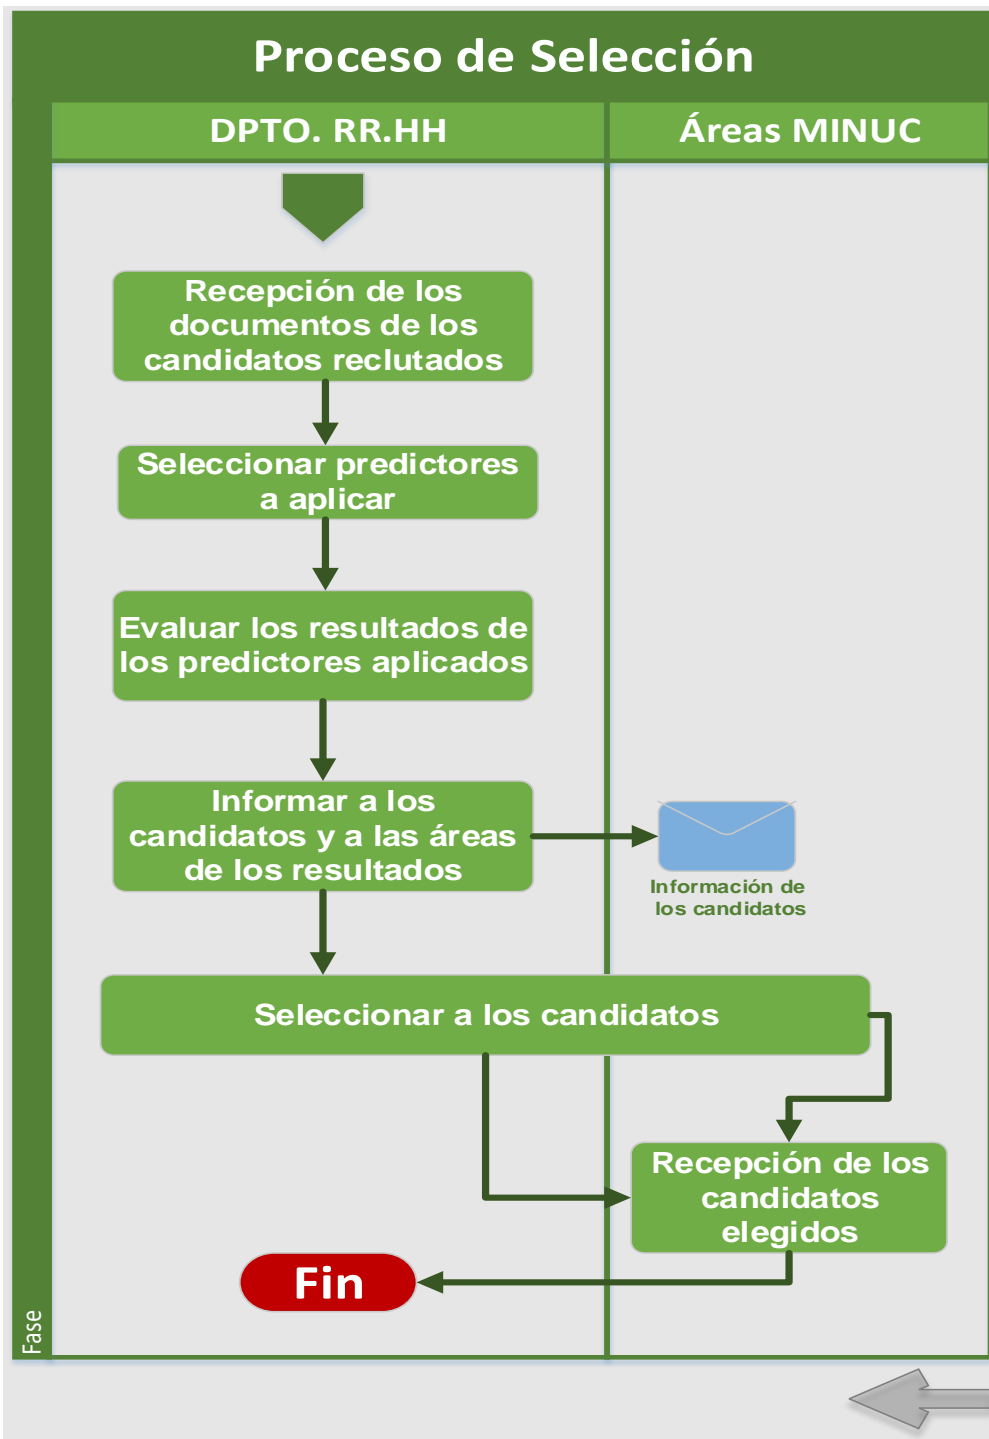 Proceso de Selección
DPTO. RR.HH
Áreas MINUC
Recepción de los
documentos de los
candidatos reclutados
Seleccionar predictores
a aplicar
Evaluar los resultados de
los predictores aplicados
Informar a los
candidatos y a las áreas
de los resultados
Información de
los candidatos
Seleccionar a los candidatos
Recepción de los
candidatos
elegidos
Fin
Fase